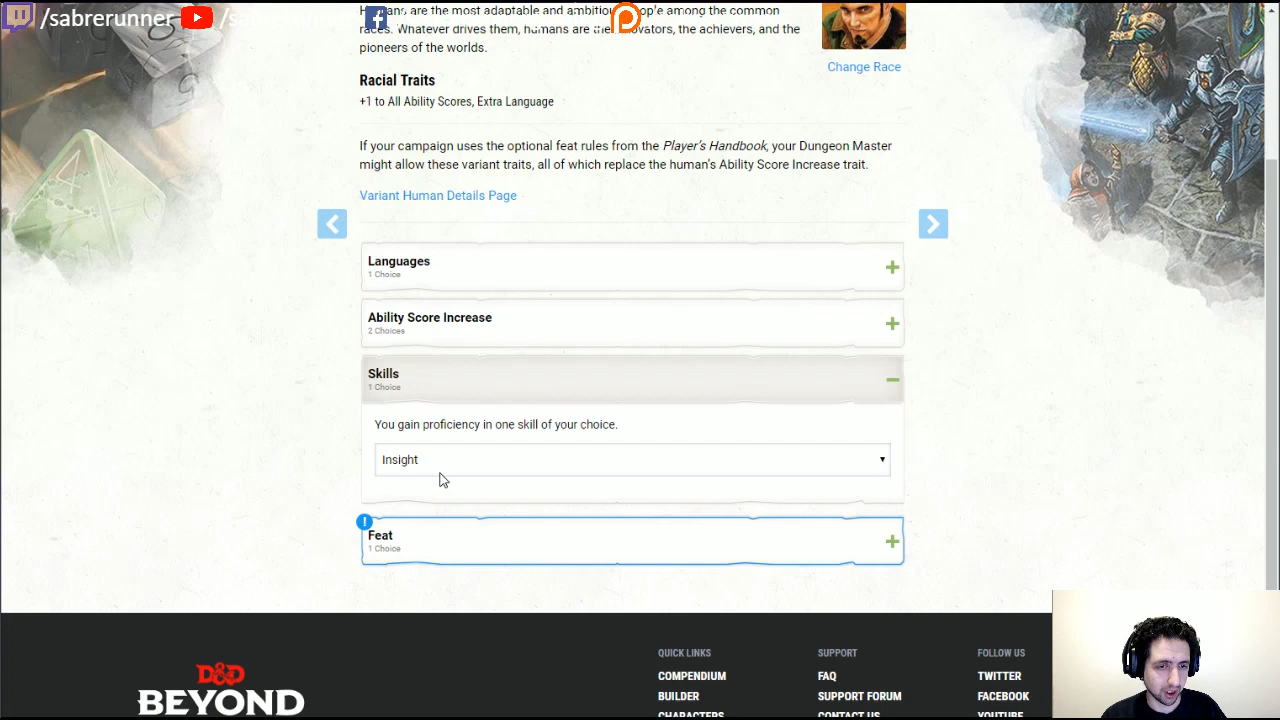 /sabrerunner
Humans are the most adaptable and ambitious people among the common
races. Whatever drives them, humans are the innovators, the achievers, and the
pioneers of the worlds.
Change Race
Racial Traits
+1 to All Ability Scores, Extra Language
If your campaign uses the optional feat rules from the Player's Handbook, your Dungeon Master
might allow these variant traits, all of which replace the human's Ability Score Increase trait.
Variant Human Details Page
Languages
1 Choice
Ability Score Increase
2 Choices
Skills
1 Choice
You gain proficiency in one skill of your choice.
Insight
Feat
1 Choice
D&D
BEYOND
QUICK LINKS
COMPENDIUM
BUILDER
CHARACTERS
SUPPORT
FAQ
SUPPORT FORUM
CONTACT US
FOLLOW US
TWITTER
FACEBOOK
YOUTUBE